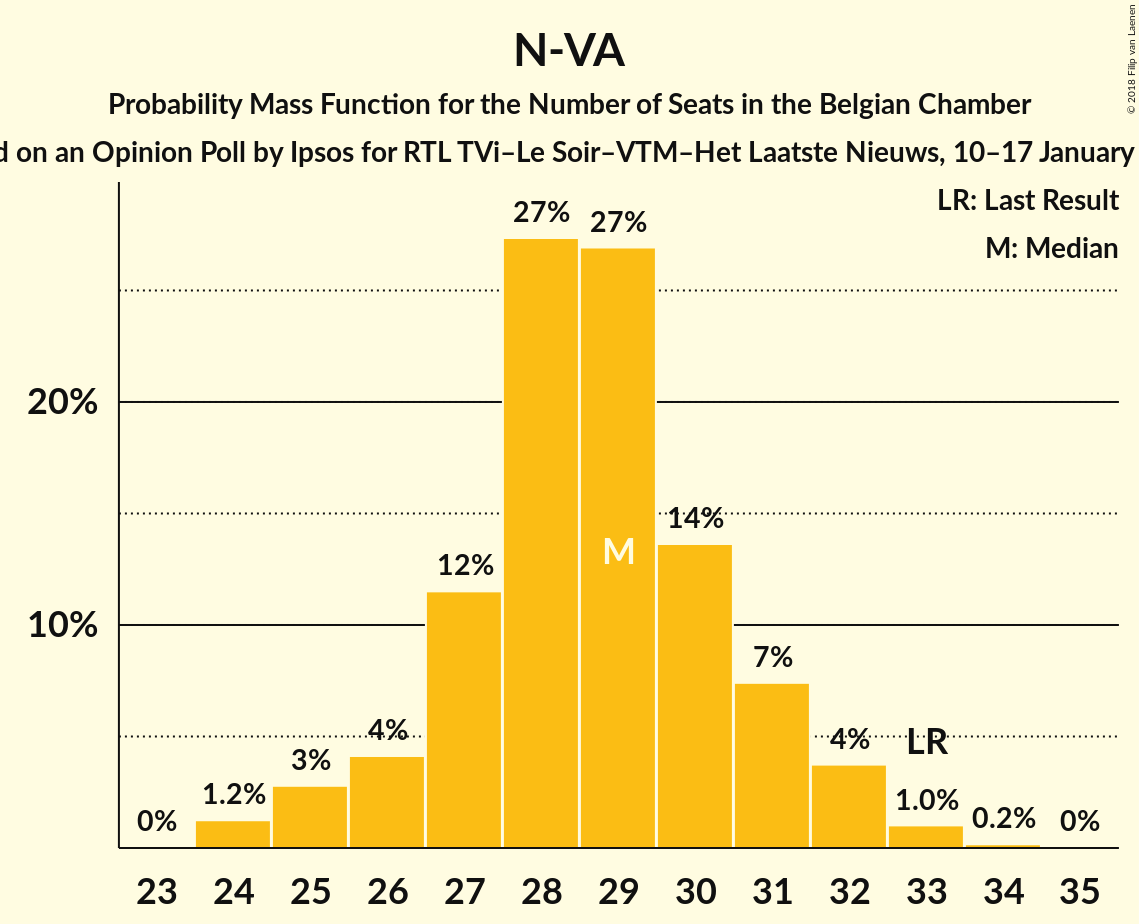 N-VA
Probability Mass Function for the Number of Seats in the Belgian Chamber
on an Opinion Poll by Ipsos for RTL TVi–Le Soir–VTM–Het Laatste Nieuws, 10–17 January
© 2018 Filip van Laenen
LR: Last Result
M: Median
27%
27%
20%
14%
M
12%
10%
7%
4%
4%
LR
3%
1.2%
1.0%
0%
0.2%
0%
23 24 25 26 27 28 29 30 31 32 33 34 35